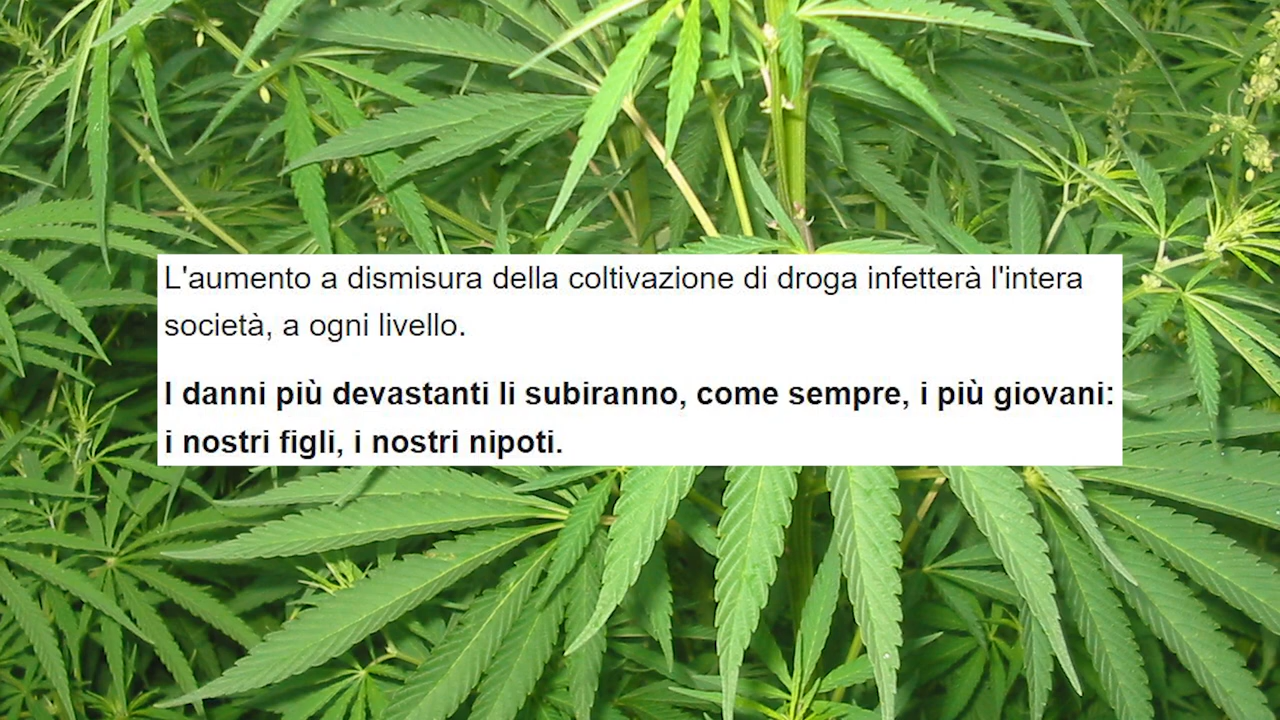 L'aumento a dismisura della coltivazione di droga infetterà l'intera
società, a ogni livello.
I danni più devastanti li subiranno, come sempre, i più giovani:
i nostri figli, i nostri nipoti.